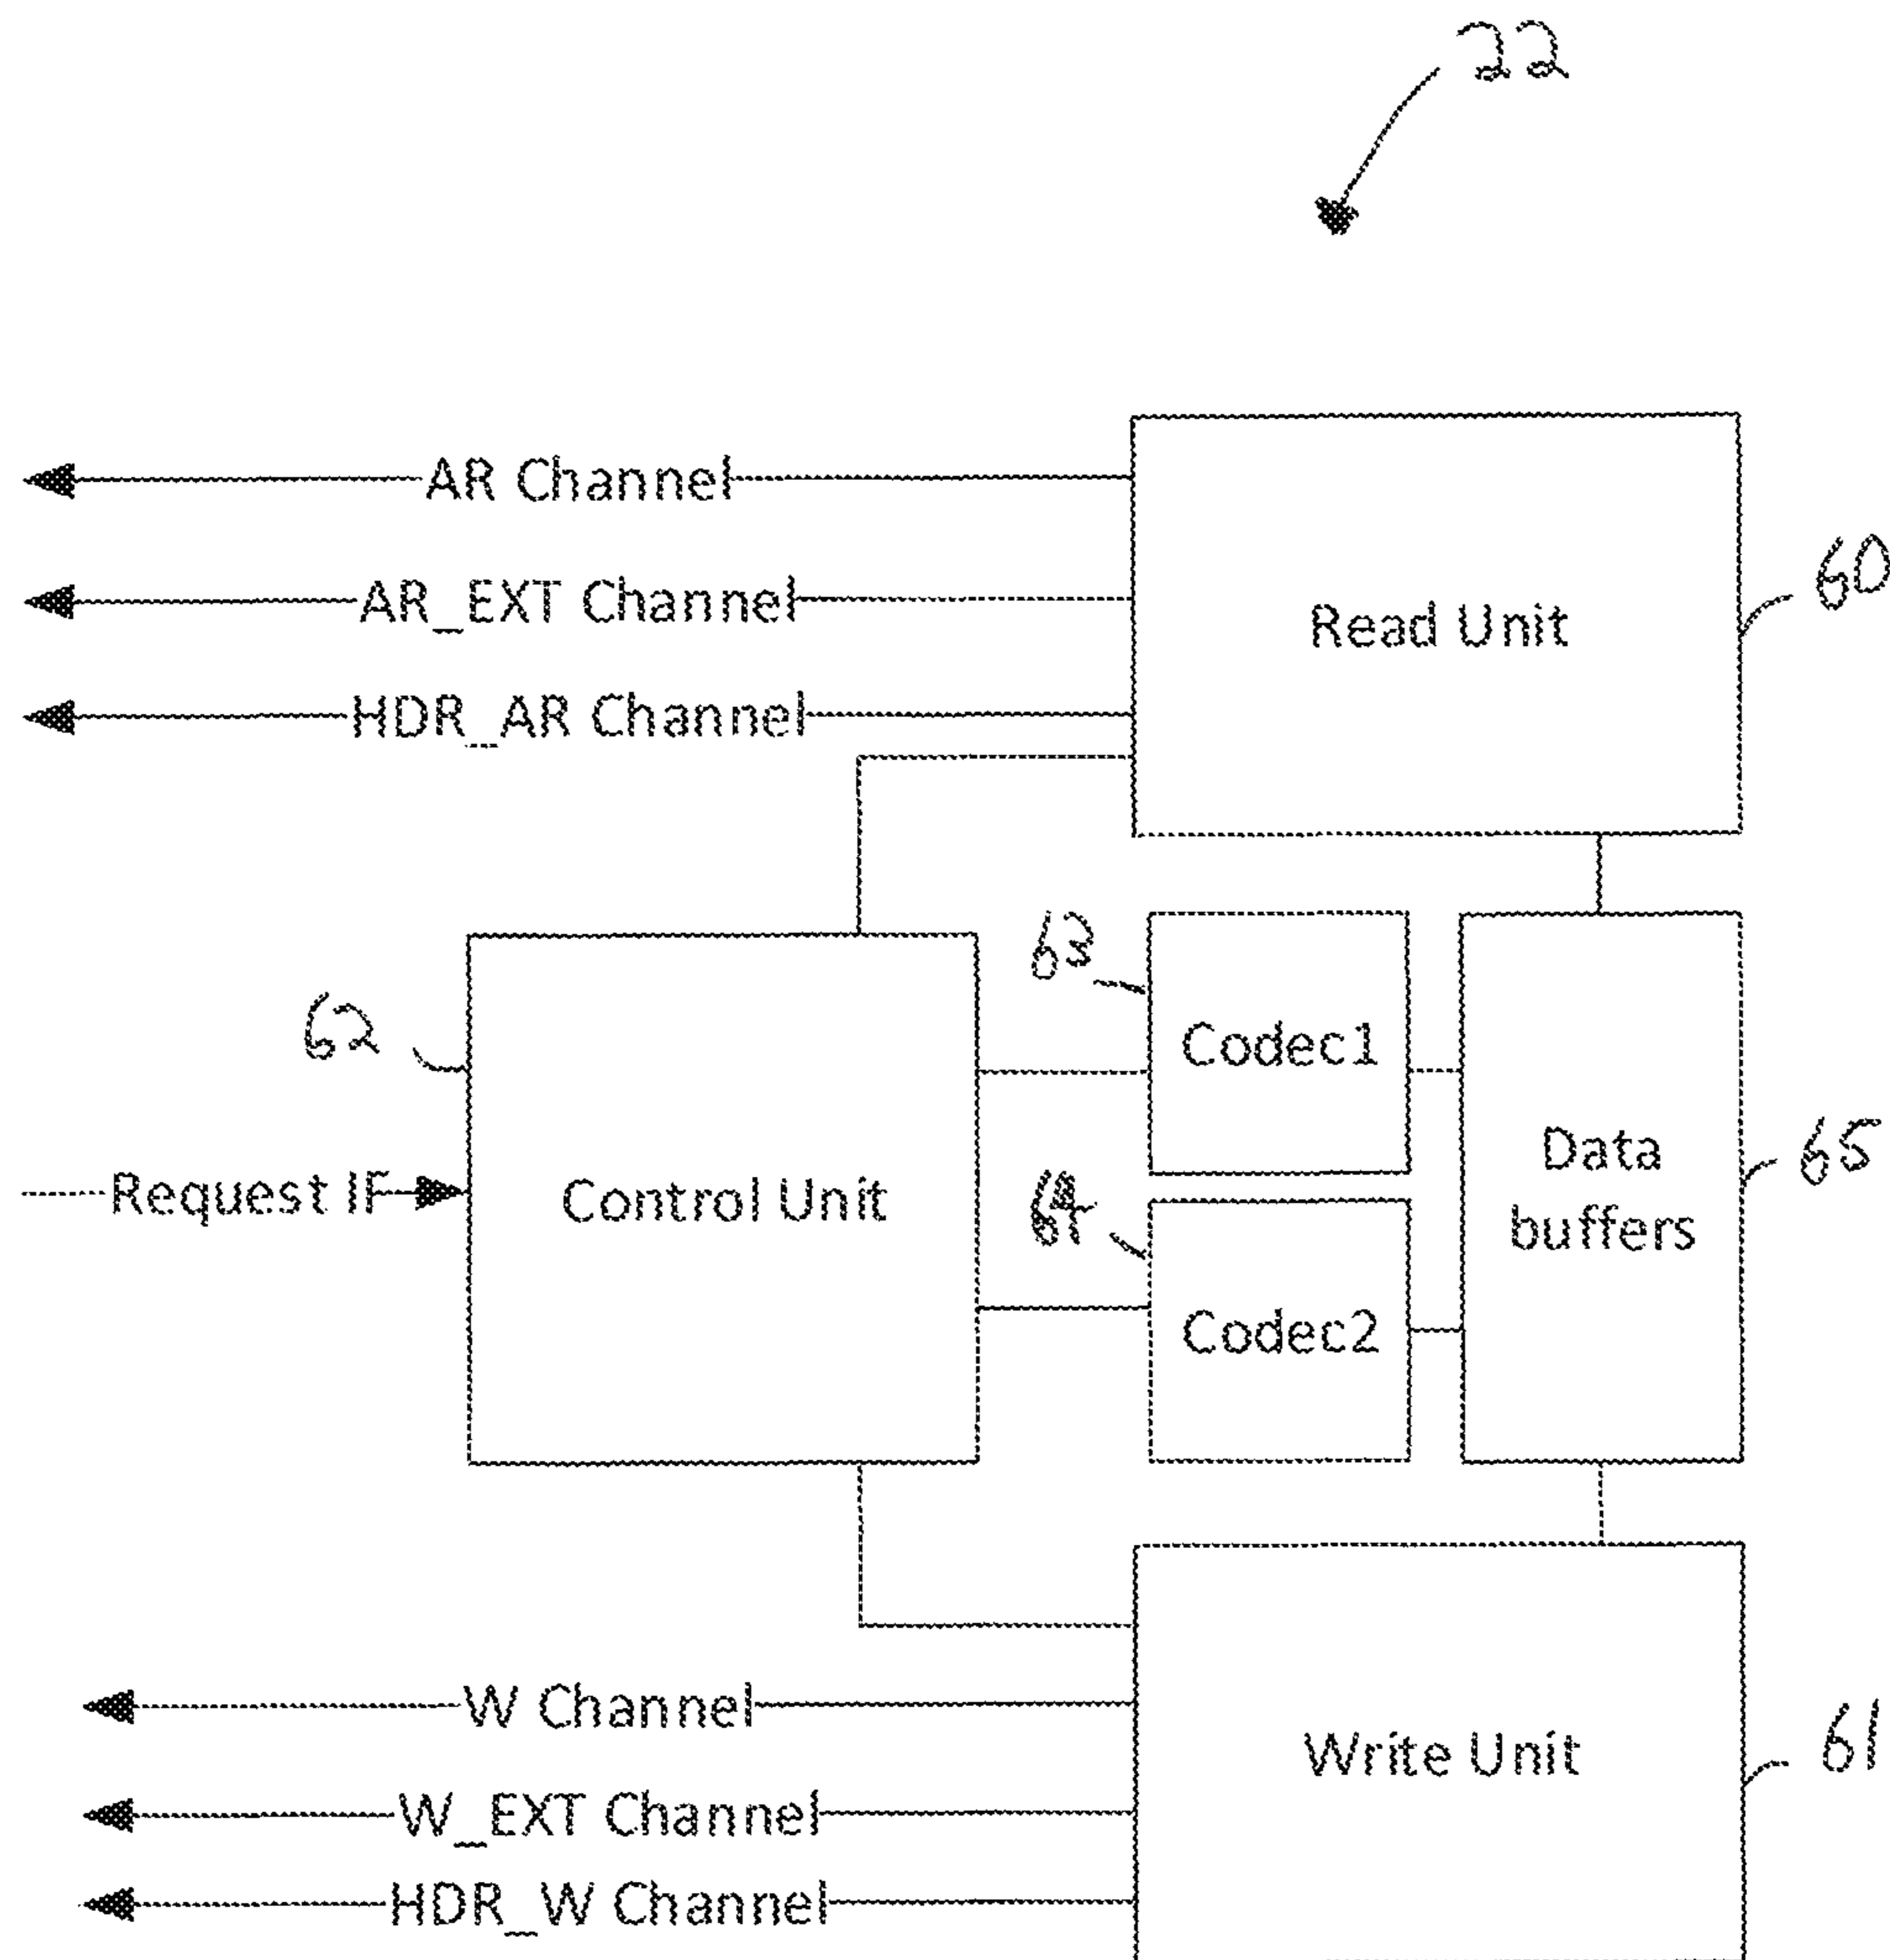 22
AR Channel
AR_EXT Channel
Read Unit
60
HDR_AR Channel
63
Codec1
62
Data
buffers
65
Request IF
Control Unit
64
Codec2
W Channel
Write Unit
61
W_EXT Channel
HDR_W Channel